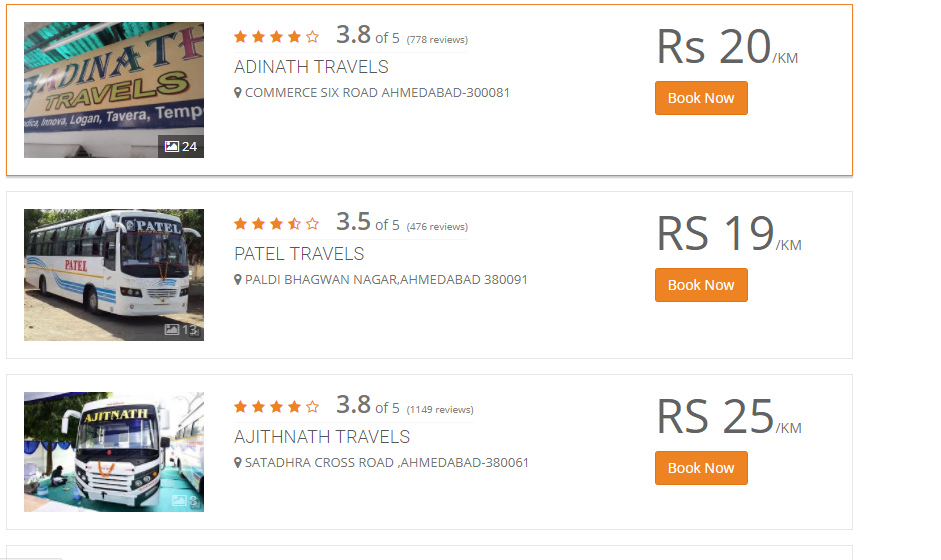 ADINATH
TRAVELS
dica, Innova, Logan, Tavera, Temp
24
3.8 of 5 (778 reviews)
ADINATH TRAVELS
COMMERCE SIX ROAD AHMEDABAD-300081
Rs 20/KM
Book Now
PATEL
PATEL
13
3.5 of 5 (476 reviews)
PATEL TRAVELS
PALDI BHAGWAN NAGAR,AHMEDABAD 380091
RS 19/KM
Book Now
AJITNATH
3.8 of 5 (1149 reviews)
AJITHNATH TRAVELS
SATADHRA CROSS ROAD ,AHMEDABAD-380061
RS 25/KM
Book Now